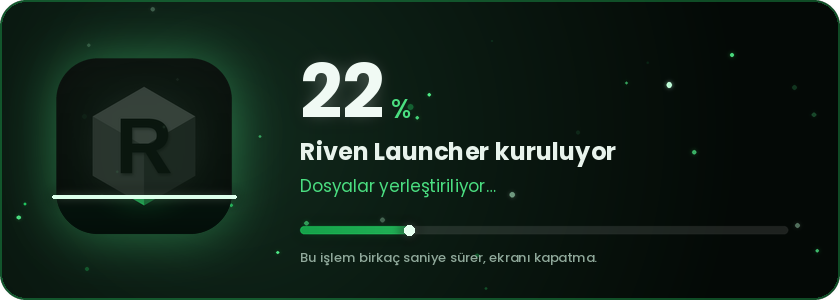 R
22 %
Riven Launcher kuruluyor
Dosyalar yerleştiriliyor...
Bu işlem birkaç saniye sürer, ekranı kapatma.